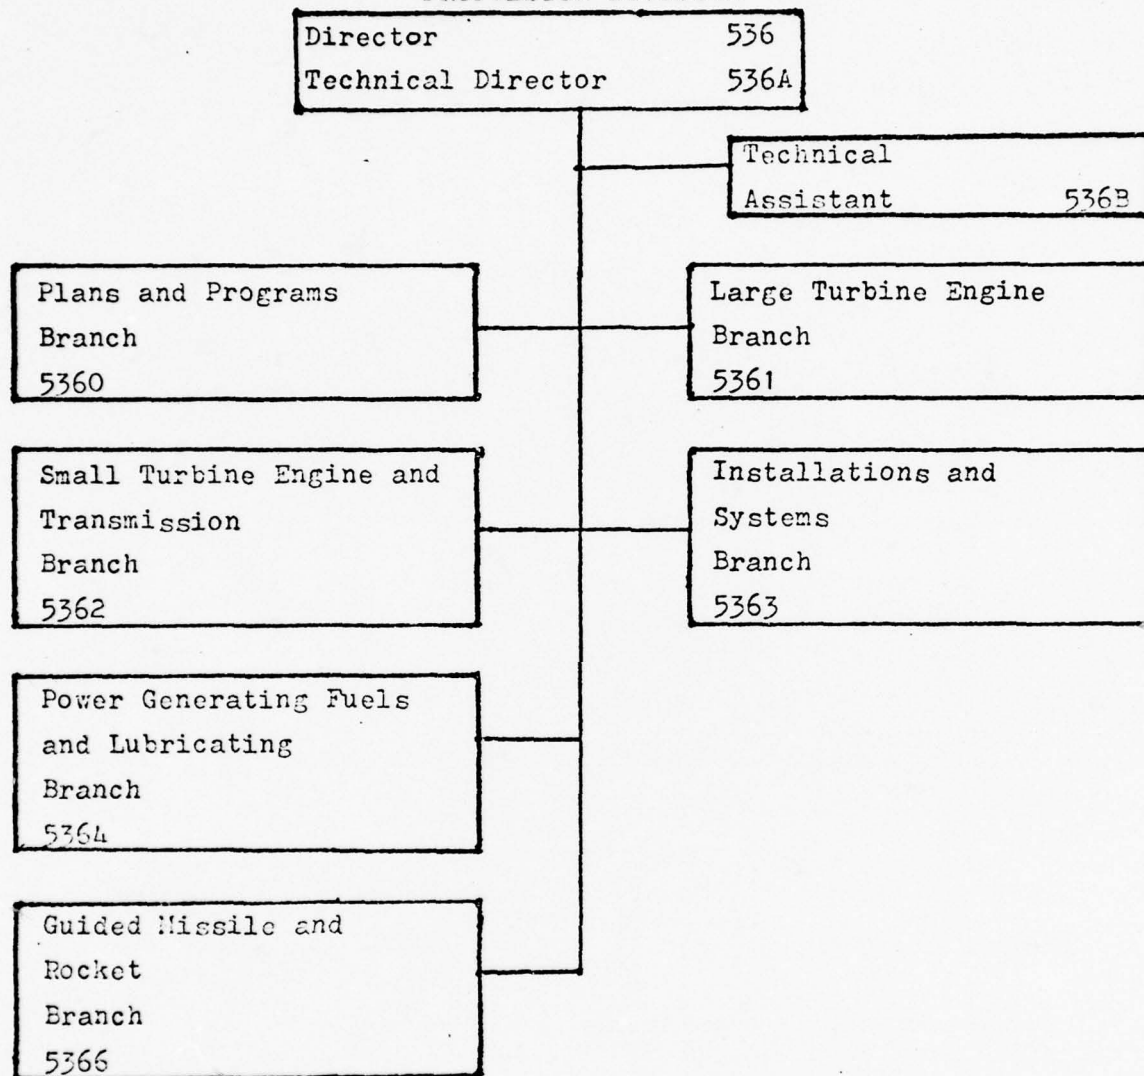 Director 536
Technical Director 536A
Technical
Assistant 536B
Plans and Programs
Branch
5360
Large Turbine Engine
Branch
5361
Small Turbine Engine and
Transmission
Branch
5362
Installations and
Systems
Branch
5363
Power Generating Fuels
and Lubricating
Branch
5364
Guided Missile and
Rocket
Branch
5366